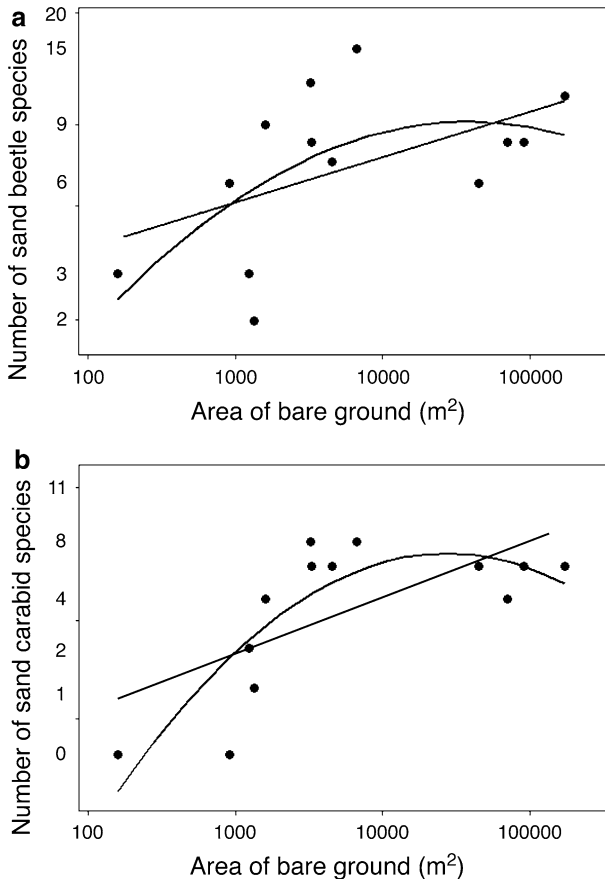 a
Number of sand beetle species
20
15
9
6
3
2
100 1000 10000 100000
Area of bare ground (m²)
b
Number of sand carabid species
11
8
4
2
1
0
100 1000 10000 100000
Area of bare ground (m²)